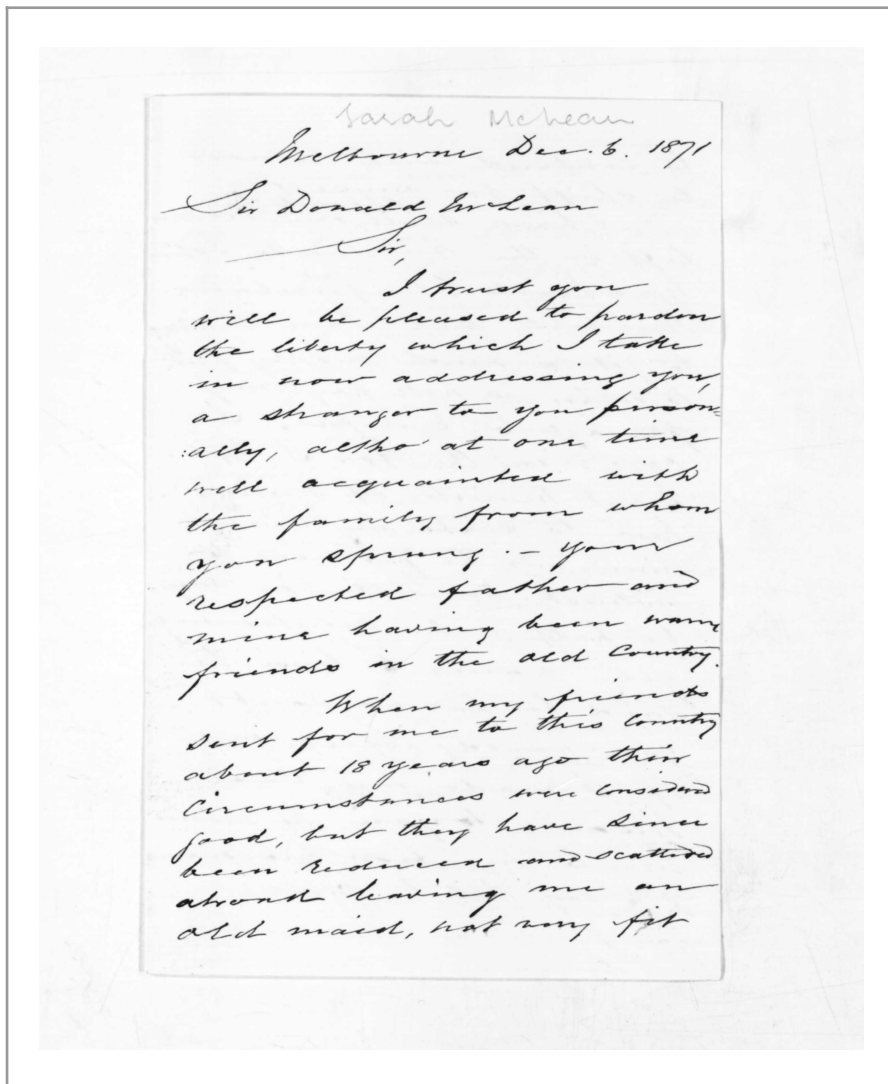 Sarah McLean
Melbourne Dec. 6. 1871
Sir Donald McLean
Sir,
I trust you
will be pleased to pardon
the liberty which I take
in now addressing you,
a stranger to you person=
:ally, altho' at one time
well acquainted with
the family from whom
you sprung. – your
respected father and
mine having been warm
friends in the old Country.
When my friends
sent for me to this Country
about 18 years ago their
Circumstances were Considered
good, but they have since
been reduced and scattered
abroad leaving me an
old maid, not very fit